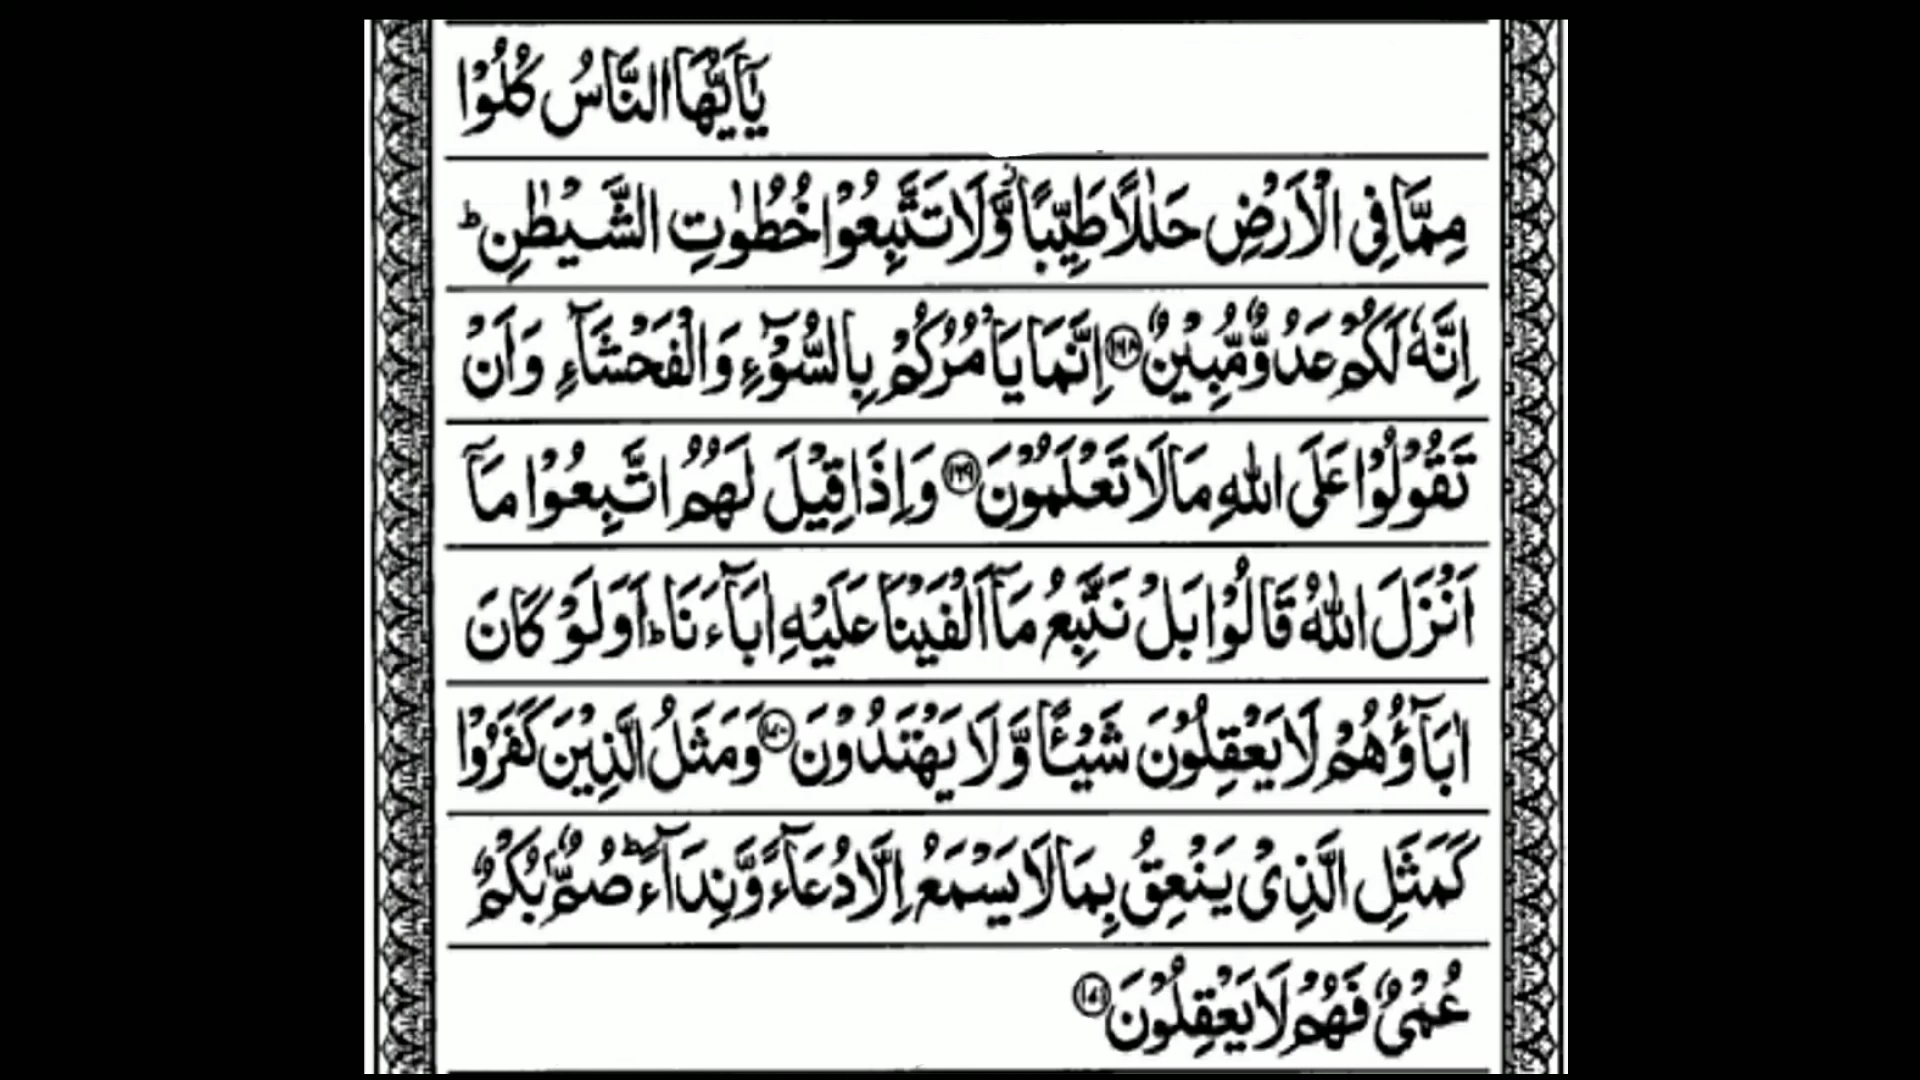 يٰۤاَيُّهَا النَّاسُ كُلُوْا
مِمَّا فِى الْاَرْضِ حَلٰلًا طَيِّبًا ۖ وَّلَا تَتَّبِعُوْا خُطُوٰتِ الشَّيْطٰنِ ؕ
اِنَّهٗ لَكُمْ عَدُوٌّ مُّبِيْنٌ ۱۶۸ اِنَّمَا يَاْمُرُكُمْ بِالسُّوْٓءِ وَالْفَحْشَآءِ وَاَنْ
تَقُوْلُوْا عَلَى اللّٰهِ مَا لَا تَعْلَمُوْنَ ۱۶۹ وَاِذَا قِيْلَ لَهُمُ اتَّبِعُوْا مَآ
اَنْزَلَ اللّٰهُ قَالُوْا بَلْ نَتَّبِعُ مَآ اَلْفَيْنَا عَلَيْهِ اٰبَآءَنَا ؕ اَوَلَوْ كَانَ
اٰبَآؤُهُمْ لَا يَعْقِلُوْنَ شَيْـًٔا وَّلَا يَهْتَدُوْنَ ۱۷۰ وَمَثَلُ الَّذِيْنَ كَفَرُوْا
كَمَثَلِ الَّذِىْ يَنْعِقُ بِمَا لَا يَسْمَعُ اِلَّا دُعَآءً وَّنِدَآءً ؕ صُمٌّۢ بُكْمٌ
عُمْىٌ فَهُمْ لَا يَعْقِلُوْنَ ۱۷۱